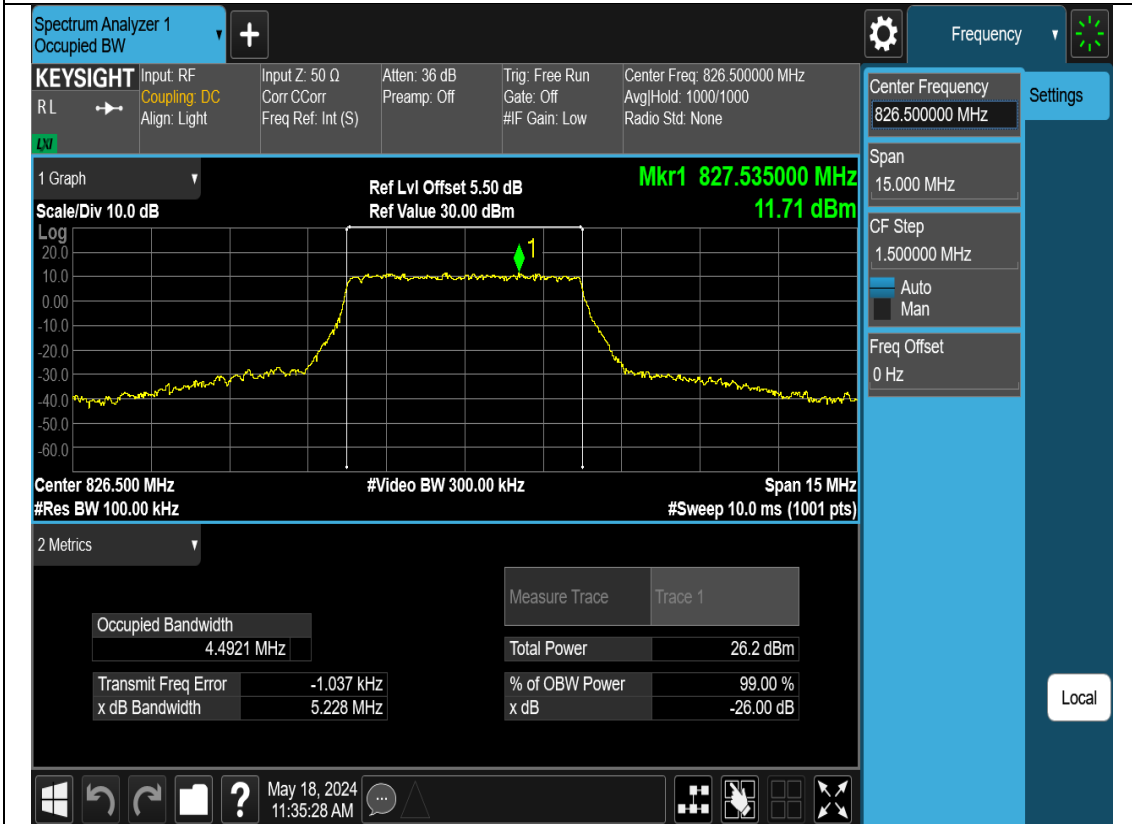 Spectrum Analyzer 1
Occupied BW
Frequency
KEYSIGHT
RL
LXI
Input: RF
Coupling: DC
Align: Light
Input Z: 50 Ω
Corr CCorr
Freq Ref: Int (S)
Atten: 36 dB
Preamp: Off
Trig: Free Run
Gate: Off
#IF Gain: Low
Center Freq: 826.500000 MHz
Avg|Hold: 1000/1000
Radio Std: None
Center Frequency
826.500000 MHz
Settings
Span
15.000 MHz
CF Step
1.500000 MHz
Auto
Man
Freq Offset
0 Hz
Local
1 Graph
Scale/Div 10.0 dB
Ref Lvl Offset 5.50 dB
Ref Value 30.00 dBm
Mkr1 827.535000 MHz
11.71 dBm
Log
20.0
10.0
0.00
-10.0
-20.0
-30.0
-40.0
-50.0
-60.0
1
Center 826.500 MHz
#Res BW 100.00 kHz
#Video BW 300.00 kHz
Span 15 MHz
#Sweep 10.0 ms (1001 pts)
2 Metrics
Measure Trace Trace 1
Occupied Bandwidth
4.4921 MHz
Total Power 26.2 dBm
Transmit Freq Error -1.037 kHz
% of OBW Power 99.00 %
x dB Bandwidth 5.228 MHz
x dB -26.00 dB
?
May 18, 2024
11:35:28 AM